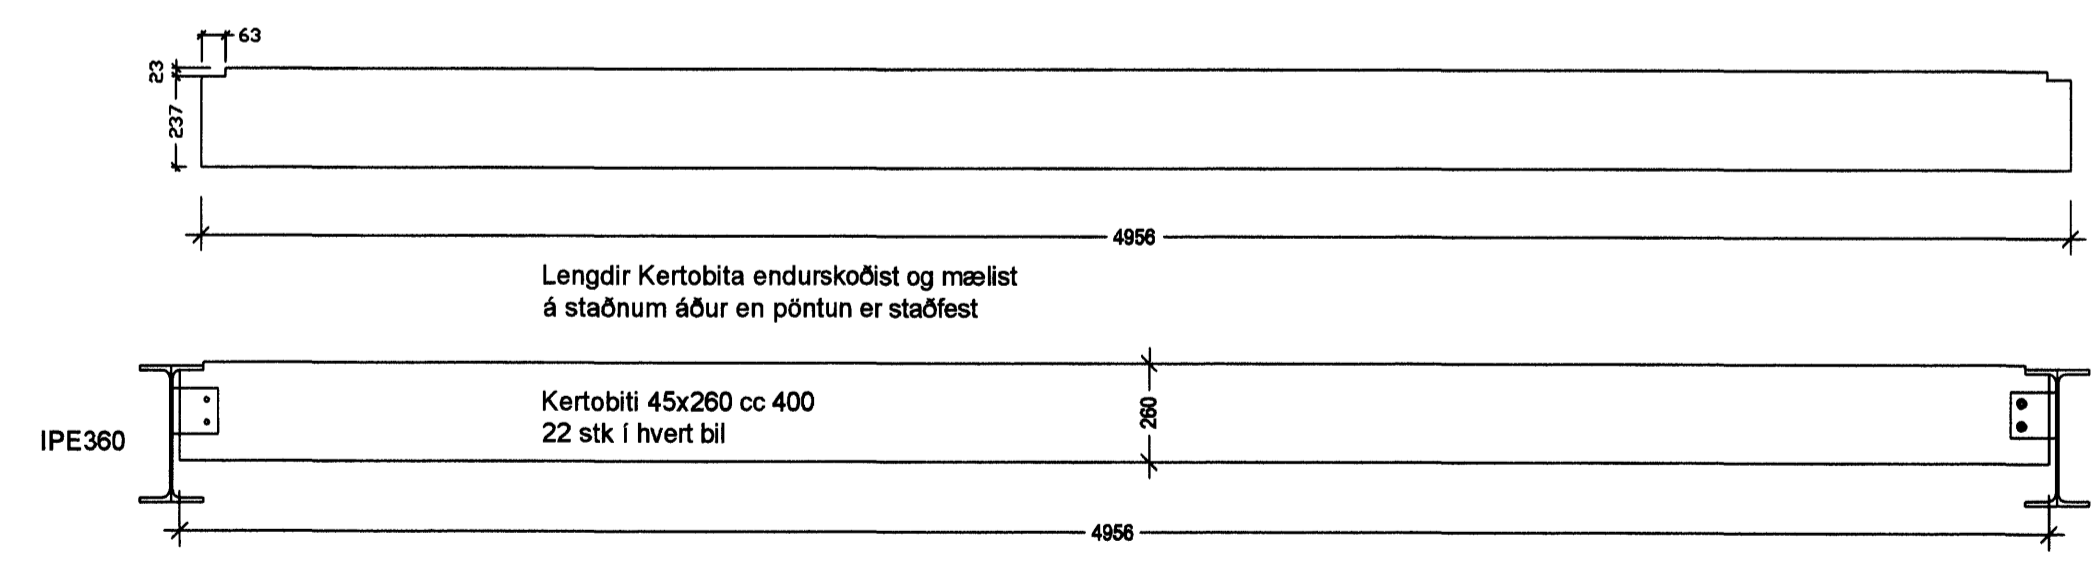 63
23
237
4956
Lengdir Kertobita endurskoðist og mælist
á staðnum áður en pöntun er staðfest
Kertobiti 45x260 cc 400
22 stk í hvert bil
260
IPE360
4956